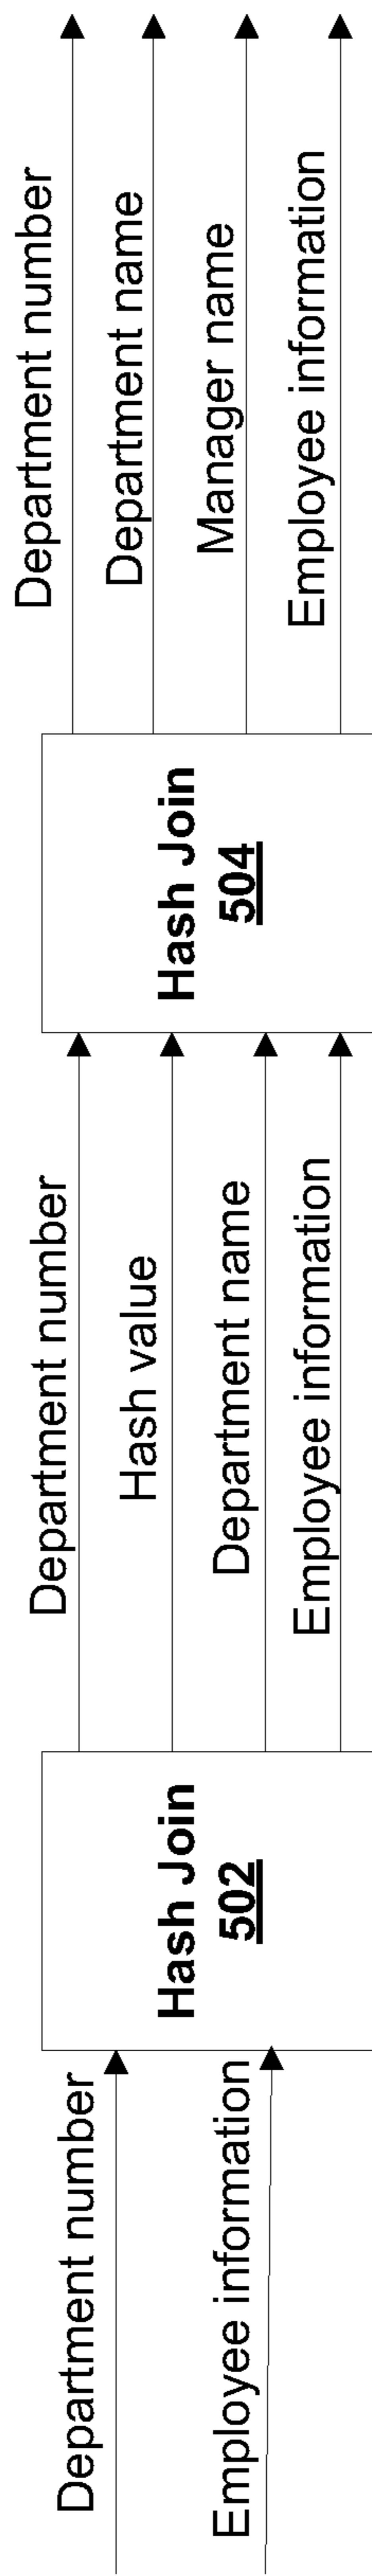 Department number
Employee information
Hash Join
502
Department number
Hash value
Department name
Employee information
Hash Join
504
Department number
Department name
Manager name
Employee information